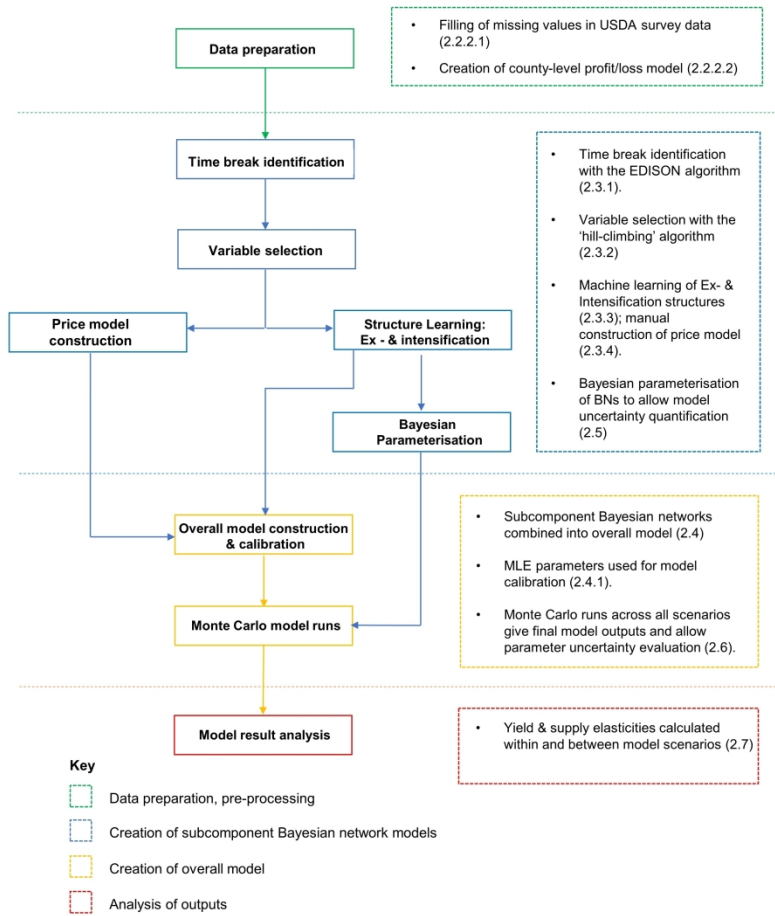 Data preparation
• Filling of missing values in USDA survey data
(2.2.2.1)
• Creation of county-level profit/loss model (2.2.2.2)
Time break identification
Variable selection
Price model
construction
Structure Learning:
Ex - & intensification
Bayesian
Parameterisation
• Time break identification
with the EDISON algorithm
(2.3.1).
• Variable selection with the
‘hill-climbing’ algorithm
(2.3.2)
• Machine learning of Ex- &
Intensification structures
(2.3.3); manual
construction of price model
(2.3.4).
• Bayesian parameterisation
of BNs to allow model
uncertainty quantification
(2.5)
Overall model construction
& calibration
Monte Carlo model runs
• Subcomponent Bayesian networks
combined into overall model (2.4)
• MLE parameters used for model
calibration (2.4.1).
• Monte Carlo runs across all scenarios
give final model outputs and allow
parameter uncertainty evaluation (2.6).
Model result analysis
• Yield & supply elasticities calculated
within and between model scenarios (2.7)
Key
Data preparation, pre-processing
Creation of subcomponent Bayesian network models
Creation of overall model
Analysis of outputs